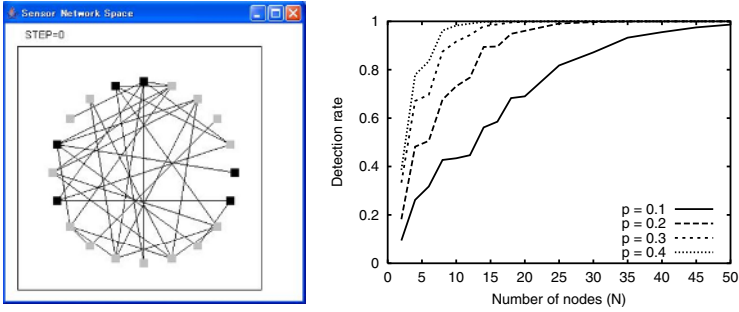 Sensor Network Space
STEP=0
Detection rate
1
0.8
0.6
0.4
0.2
0
p = 0.1
p = 0.2
p = 0.3
p = 0.4
0 5 10 15 20 25 30 35 40 45 50
Number of nodes (N)